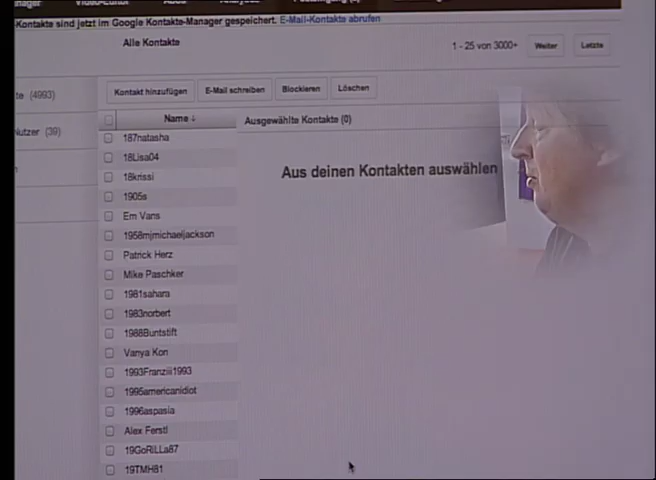 Kontakte sind jetzt im Google Kontakte-Manager gespeichert. E-Mail-Kontakte abrufen
Alle Kontakte
1 - 25 von 3000+
Weiter
Letzte
te (4993)
Nutzer (39)
Kontakt hinzufügen
E-Mail schreiben
Blockieren
Löschen
Name ↓
Ausgewählte Kontakte (0)
Aus deinen Kontakten auswählen
187natasha
18Lisa04
18krissi
1905s
Em Vans
1958mjmichaeljackson
Patrick Herz
Mike Paschker
1981sahara
1983norbert
1988Buntstift
Vanya Kon
1993Franziii1993
1995americanidiot
1996aspasia
Alex Ferstl
19GoRiLLa87
19TMH81